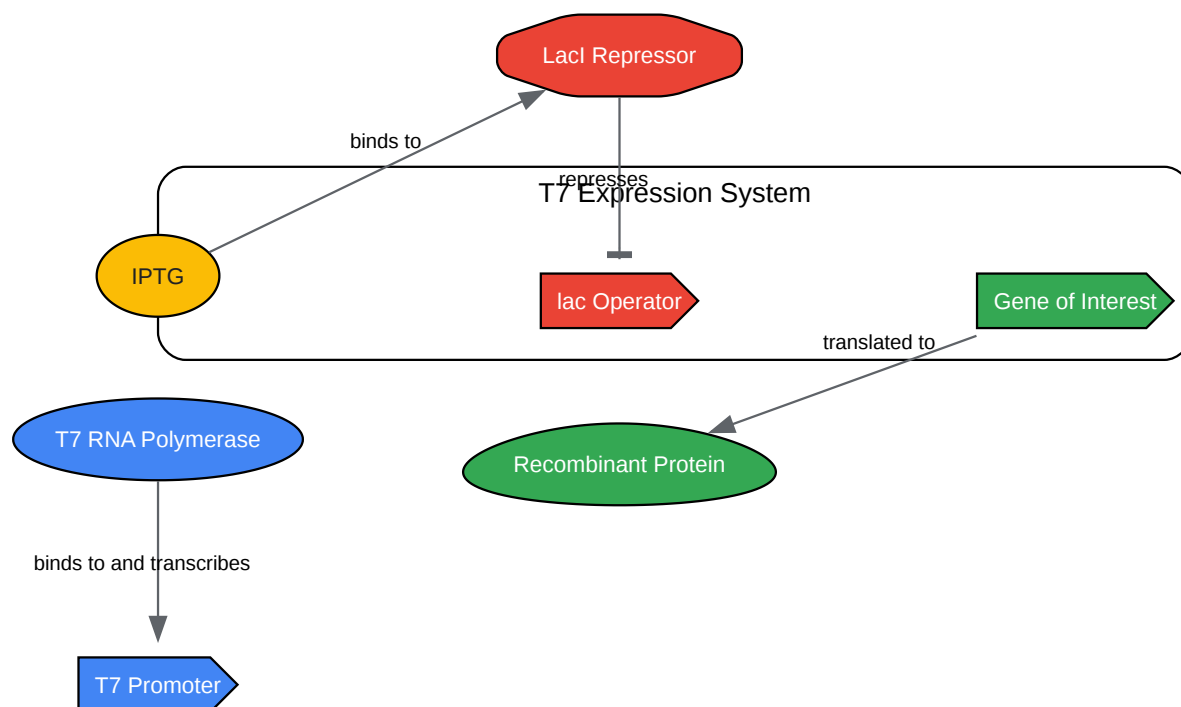 LacI Repressor
binds to
represses
T7 Expression System
IPTG
lac Operator
Gene of Interest
translated to
T7 RNA Polymerase
Recombinant Protein
binds to and transcribes
T7 Promoter